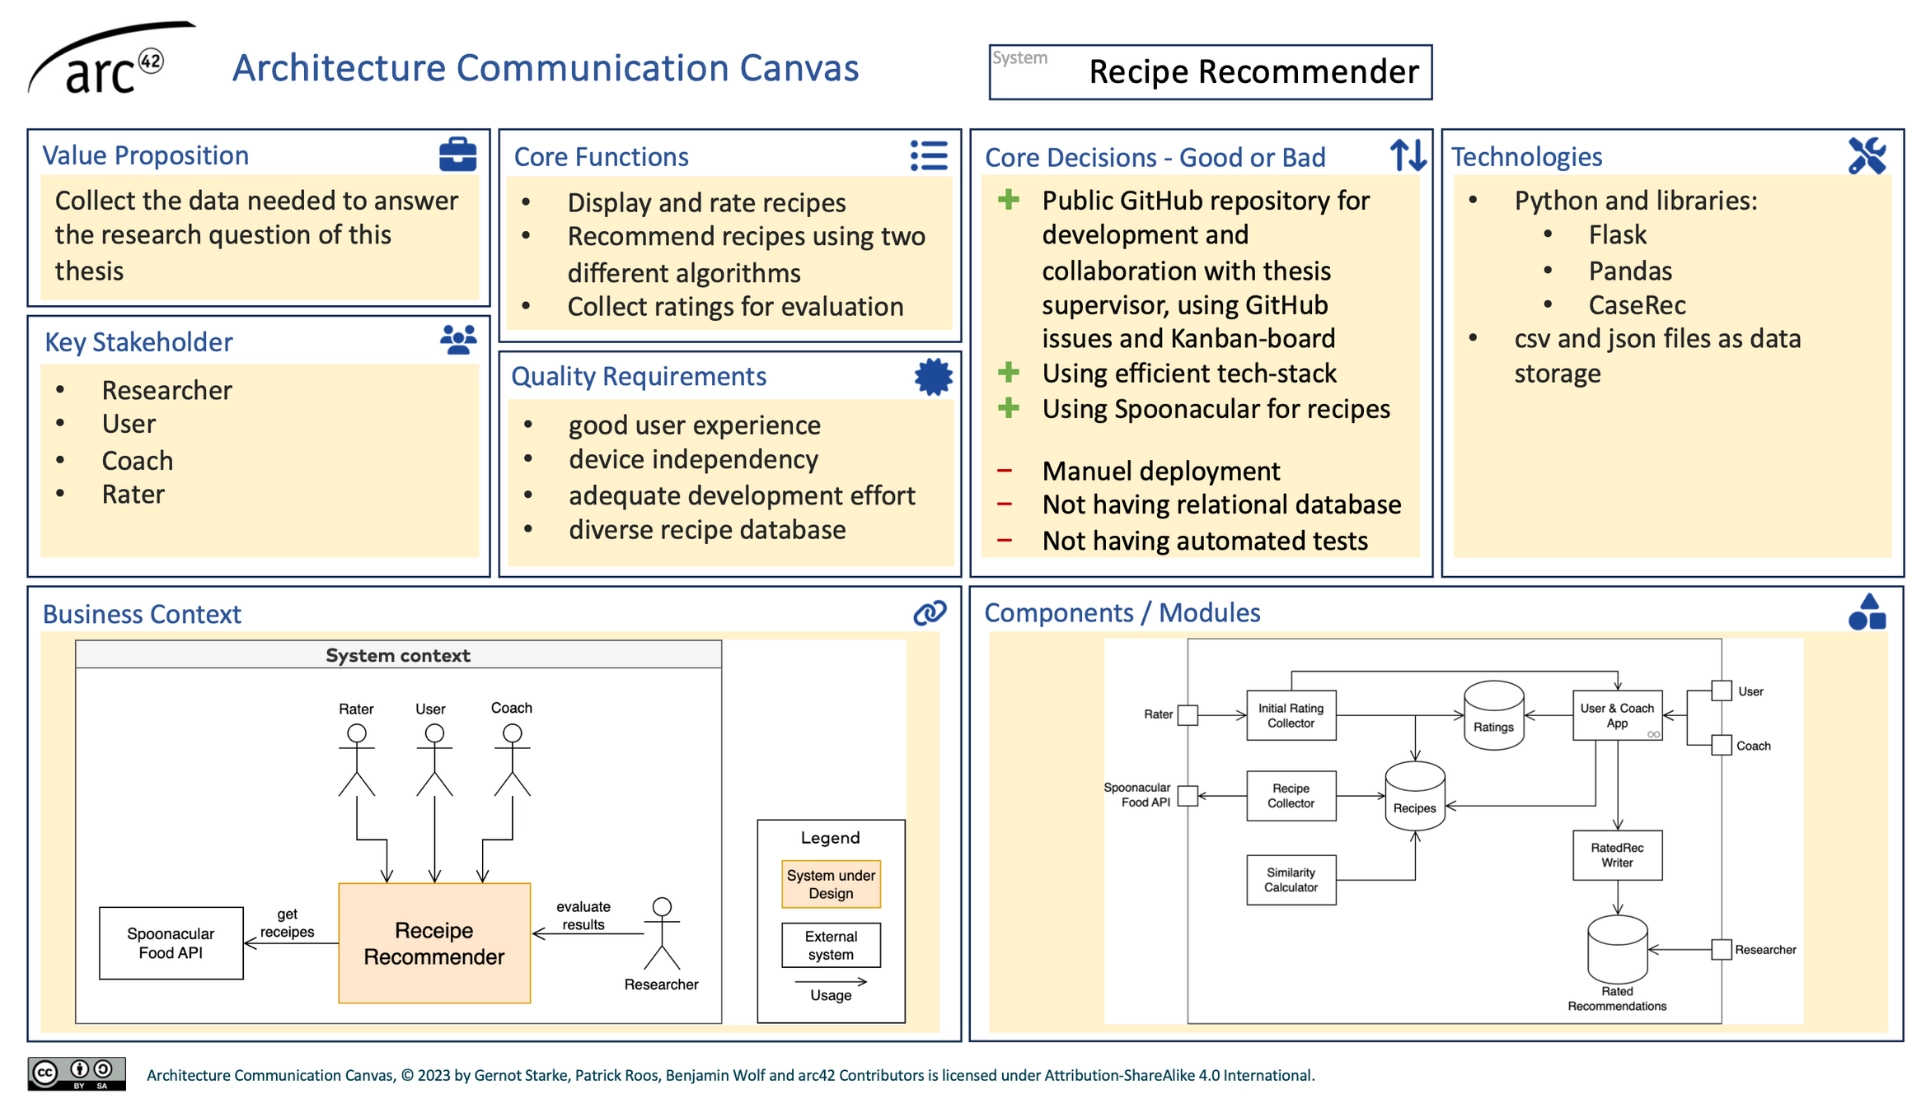 arc42
Architecture Communication Canvas
System
Recipe Recommender
Value Proposition
Collect the data needed to answer
the research question of this
thesis
Key Stakeholder
• Researcher
• User
• Coach
• Rater
Core Functions
• Display and rate recipes
• Recommend recipes using two
different algorithms
• Collect ratings for evaluation
Quality Requirements
• good user experience
• device independency
• adequate development effort
• diverse recipe database
Core Decisions - Good or Bad
+ Public GitHub repository for
development and
collaboration with thesis
supervisor, using GitHub
issues and Kanban-board
+ Using efficient tech-stack
+ Using Spoonacular for recipes
– Manuel deployment
– Not having relational database
– Not having automated tests
Technologies
• Python and libraries:
• Flask
• Pandas
• CaseRec
• csv and json files as data
storage
Business Context
System context
Rater
User
Coach
Spoonacular
Food API
get
receipes
Receipe
Recommender
evaluate
results
Researcher
Legend
System under
Design
External
system
Usage
Components / Modules
Rater
Initial Rating
Collector
Ratings
User & Coach
App
User
Coach
Spoonacular
Food API
Recipe
Collector
Recipes
Similarity
Calculator
RatedRec
Writer
Researcher
Rated
Recommendations
cc
BY SA
Architecture Communication Canvas, © 2023 by Gernot Starke, Patrick Roos, Benjamin Wolf and arc42 Contributors is licensed under Attribution-ShareAlike 4.0 International.